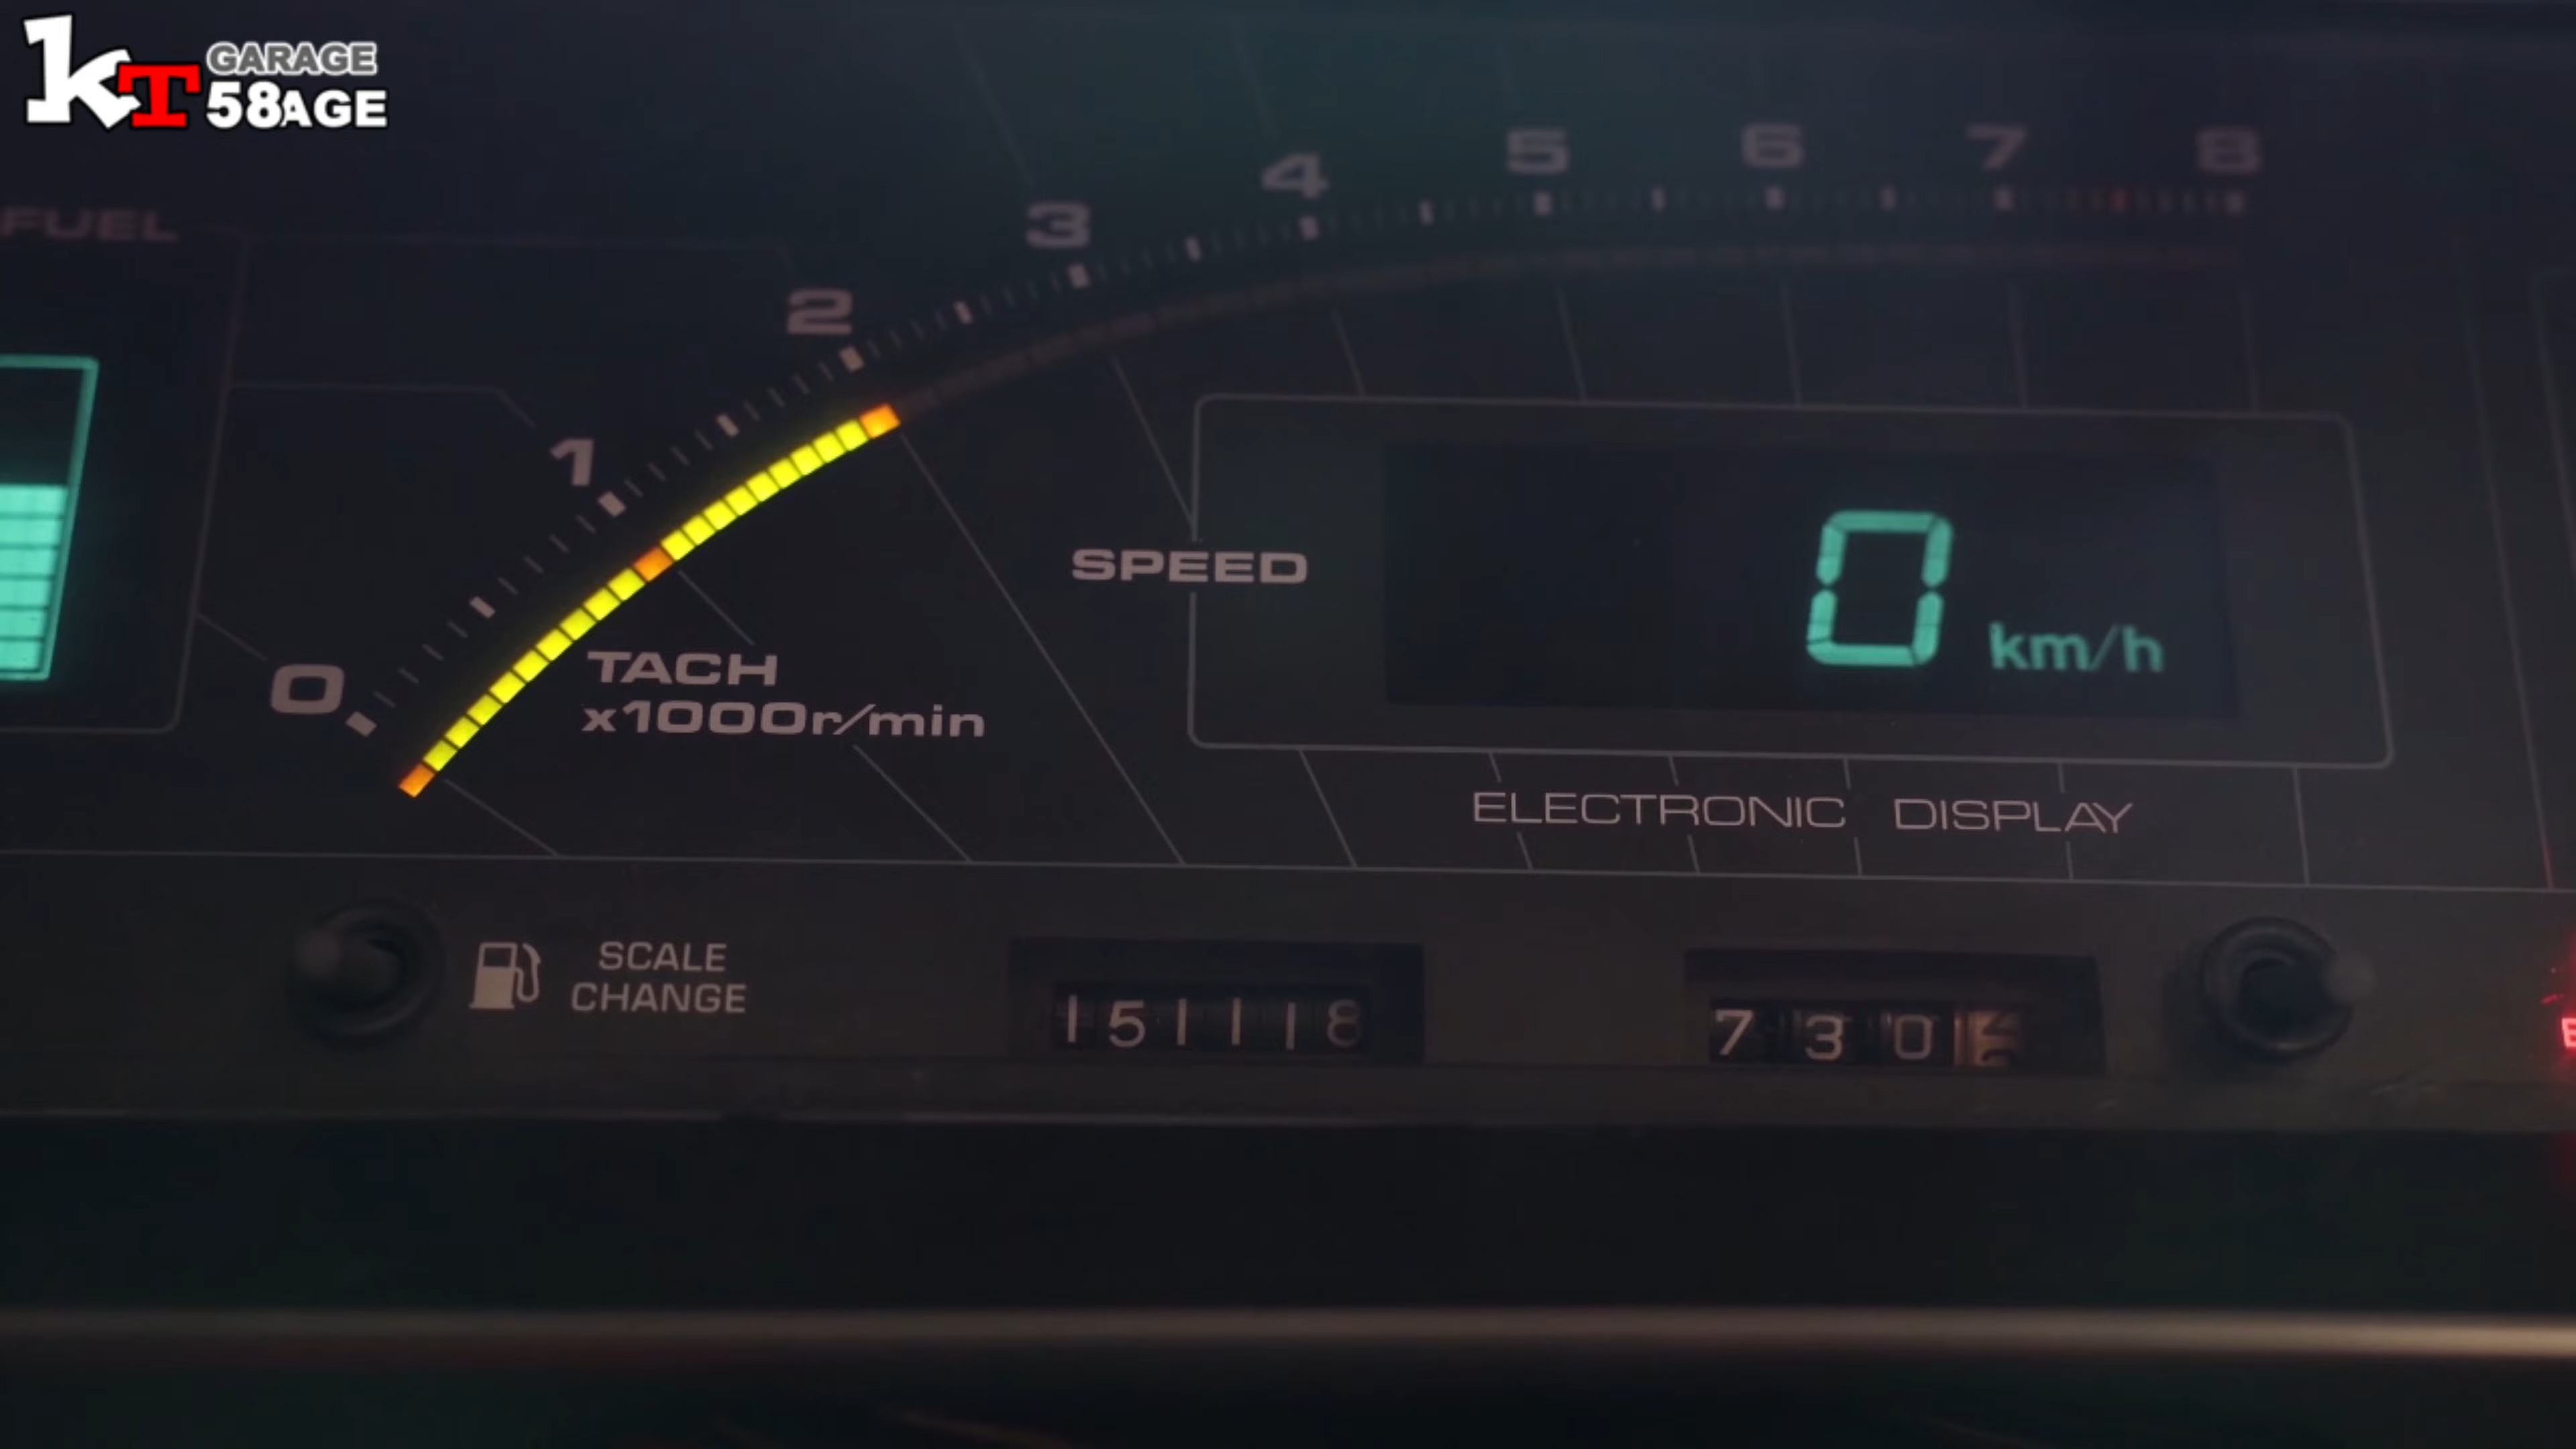 kT GARAGE
58AGE
FUEL
0 1 2 3 4 5 6 7 8
TACH
x1000r/min
SPEED
0 km/h
ELECTRONIC DISPLAY
SCALE
CHANGE
151118
730